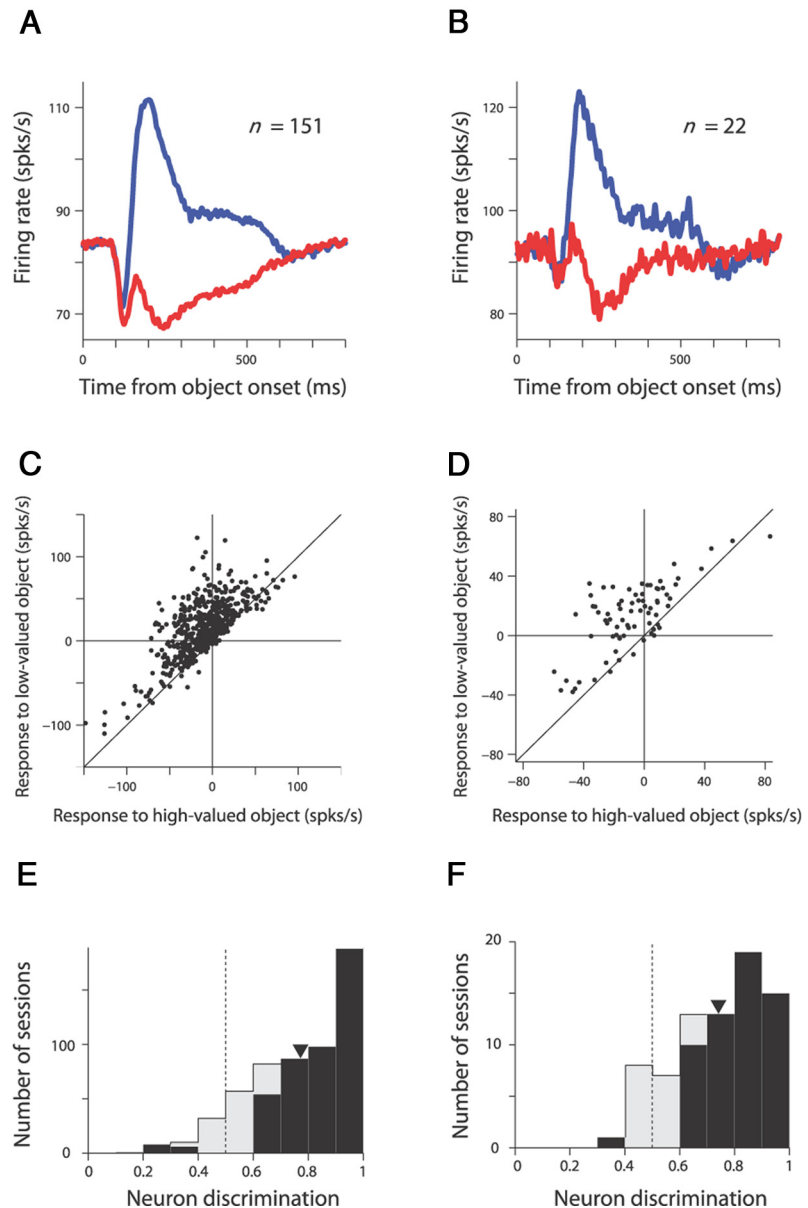 A
B
Firing rate (spks/s)
110
90
70
n = 151
0
500
Time from object onset (ms)
Firing rate (spks/s)
120
100
80
n = 22
0
500
Time from object onset (ms)
C
D
Response to low-valued object (spks/s)
100
0
−100
−100
0
100
Response to high-valued object (spks/s)
Response to low-valued object (spks/s)
80
40
0
−40
−80
−80
−40
0
40
80
Response to high-valued object (spks/s)
E
F
Number of sessions
100
0
0
0.2
0.4
0.6
0.8
1
Neuron discrimination
Number of sessions
20
10
0
0
0.2
0.4
0.6
0.8
1
Neuron discrimination